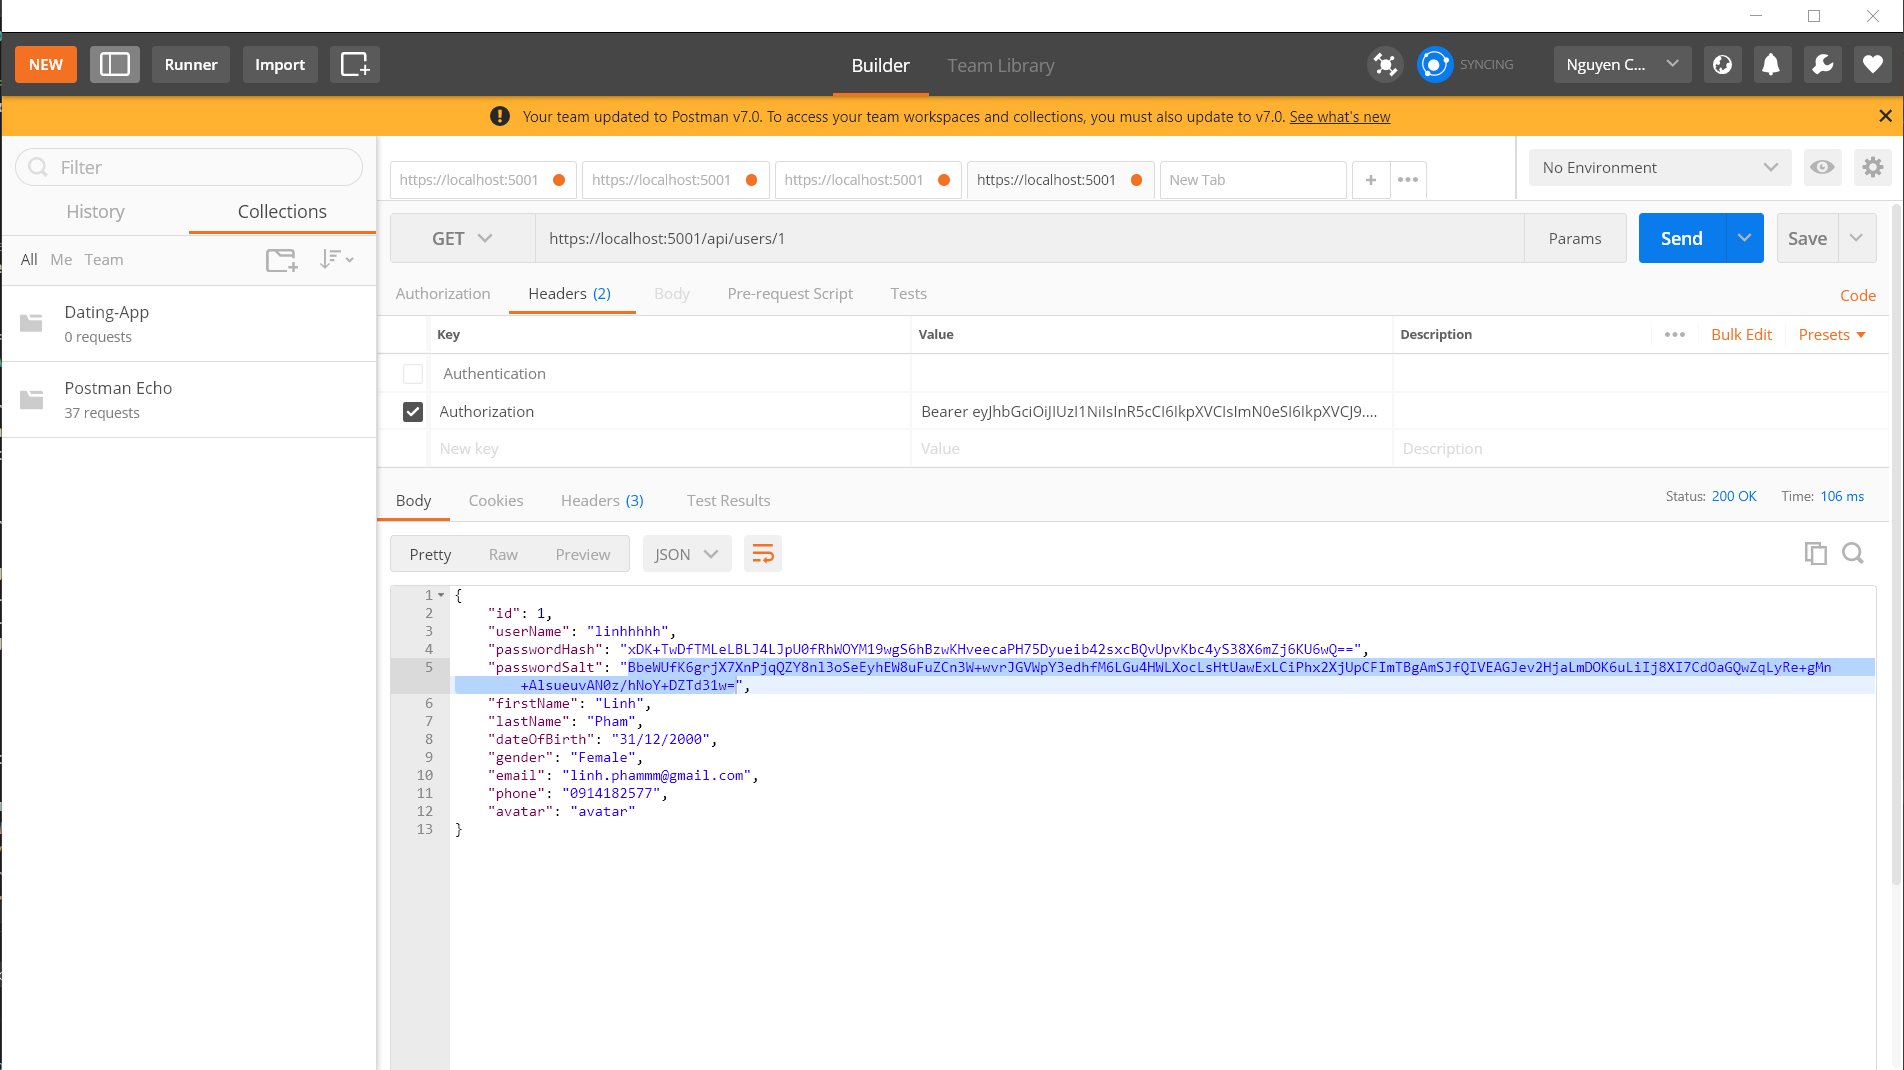 NEW
Runner
Import
Builder
Team Library
SYNCING
Nguyen C...
Your team updated to Postman v7.0. To access your team workspaces and collections, you must also update to v7.0. See what's new
Filter
History
Collections
All Me Team
Dating-App
0 requests
Postman Echo
37 requests
https://localhost:5001
https://localhost:5001
https://localhost:5001
https://localhost:5001
New Tab
No Environment
GET
https://localhost:5001/api/users/1
Params
Send
Save
Authorization
Headers (2)
Body
Pre-request Script
Tests
Code
Key
Value
Description
Bulk Edit
Presets
Authentication
Authorization
Bearer eyJhbGciOiJIUzI1NiIsInR5cCI6IkpXVCIsImN0eSI6IkpXVCJ9....
New key
Value
Description
Body
Cookies
Headers (3)
Test Results
Status: 200 OK
Time: 106 ms
Pretty
Raw
Preview
JSON
1 {
2 "id": 1,
3 "userName": "linhhhhh",
4 "passwordHash": "xDK+TwDfTMLeLBLJ4LJpU0fRhWOYM19wgS6hBzwKHveecaPH75Dyueib42sxcBQvUpvKbc4yS38X6mZj6KU6wQ==",
5 "passwordSalt": "BbeWUfK6grjX7XnPjqQZY8nl3oSeEyhEW8uFuZCn3W+wvrJGVWpY3edhfM6LGu4HWLXocLsHtUawExLCiPhx2XjUpCFImTBgAmSJfQIVEAGJev2HjaLmDOK6uLiIj8XI7CdOaGQwZqLyRe+gMn
+AlsueuvAN0z/hNoY+DZTd31w=",
6 "firstName": "Linh",
7 "lastName": "Pham",
8 "dateOfBirth": "31/12/2000",
9 "gender": "Female",
10 "email": "linh.phammm@gmail.com",
11 "phone": "0914182577",
12 "avatar": "avatar"
13 }